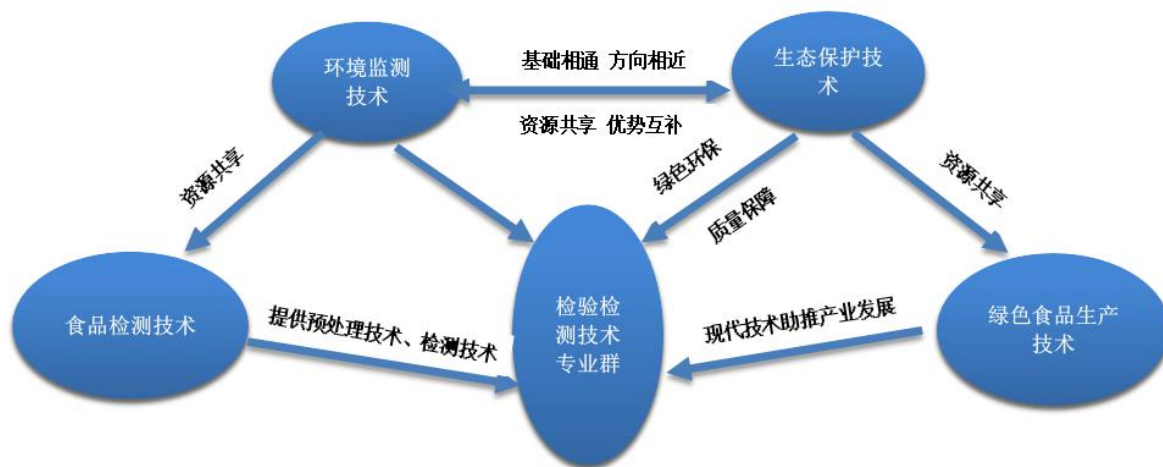 环境监测
技术
基础相通 方向相近
资源共享 优势互补
生态保护技
术
资源共享
绿色环保
质量保障
资源共享
食品检测技术
提供预处理技术、检测技术
检验检
测技术
专业群
现代技术助推产业发展
绿色食品生产
技术